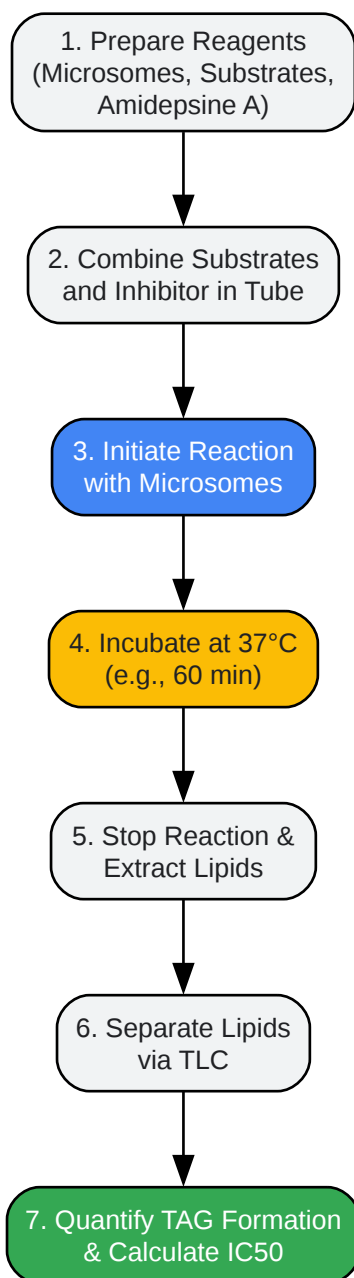 1. Prepare Reagents
(Microsomes, Substrates,
Amidepsine A)
2. Combine Substrates
and Inhibitor in Tube
3. Initiate Reaction
with Microsomes
4. Incubate at 37°C
(e.g., 60 min)
5. Stop Reaction &
Extract Lipids
6. Separate Lipids
via TLC
7. Quantify TAG Formation
& Calculate IC50